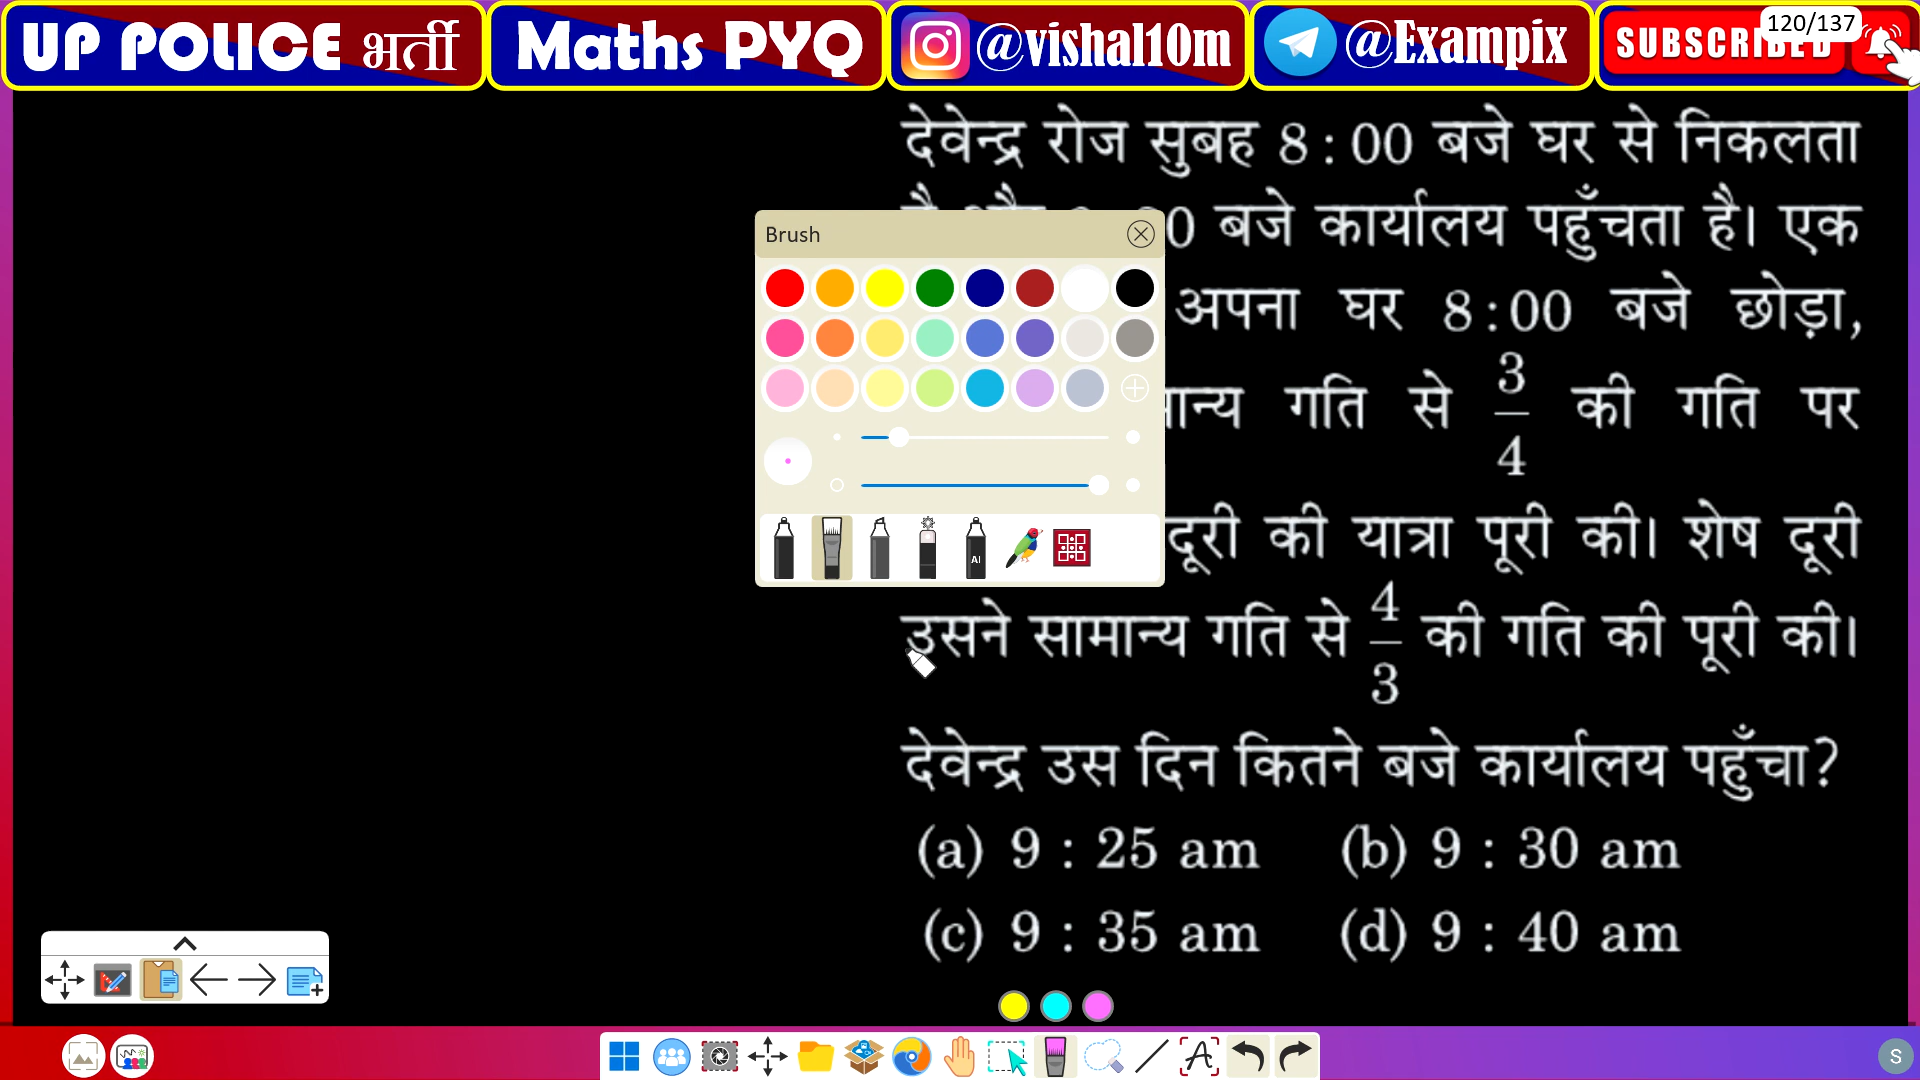 UP POLICE भर्ती
Maths PYQ
@vishal10m
@Exampix
SUBSCRIBED
120/137
देवेन्द्र रोज सुबह 8 : 00 बजे घर से निकलता
बजे कार्यालय पहुँचता है। एक
Brush
अपना घर 8 : 00 बजे छोड़ा,
गति से 3/4 की गति पर
दूरी की यात्रा पूरी की। शेष दूरी
AI
उसने सामान्य गति से 4/3 की गति की पूरी की।
देवेन्द्र उस दिन कितने बजे कार्यालय पहुँचा?
(a) 9 : 25 am (b) 9 : 30 am
(c) 9 : 35 am (d) 9 : 40 am
A
S